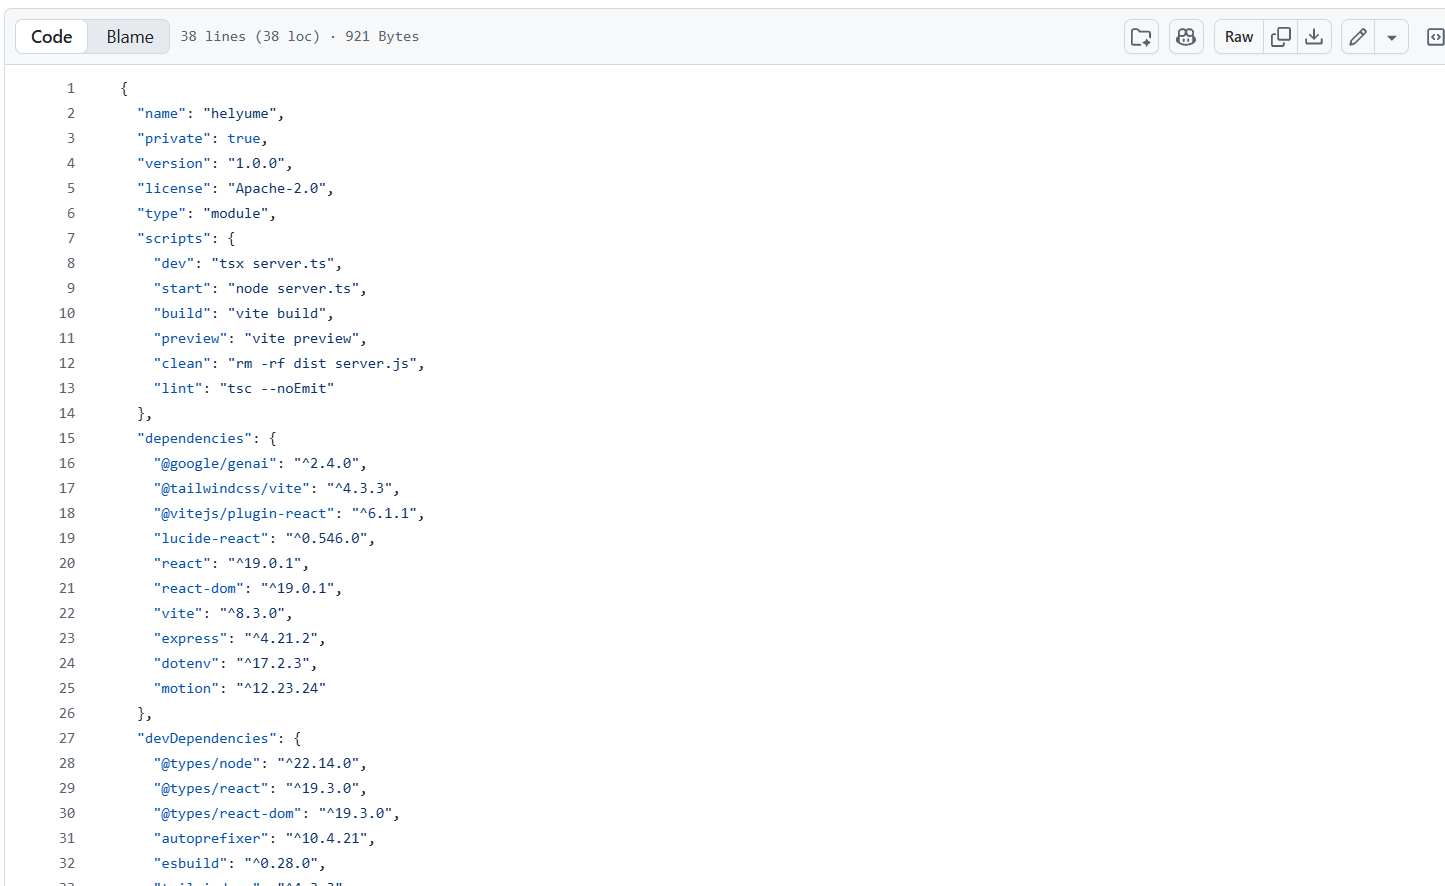 Code Blame 38 lines (38 loc) · 921 Bytes Raw
1 {
2 "name": "helyume",
3 "private": true,
4 "version": "1.0.0",
5 "license": "Apache-2.0",
6 "type": "module",
7 "scripts": {
8 "dev": "tsx server.ts",
9 "start": "node server.ts",
10 "build": "vite build",
11 "preview": "vite preview",
12 "clean": "rm -rf dist server.js",
13 "lint": "tsc --noEmit"
14 },
15 "dependencies": {
16 "@google/genai": "^2.4.0",
17 "@tailwindcss/vite": "^4.3.3",
18 "@vitejs/plugin-react": "^6.1.1",
19 "lucide-react": "^0.546.0",
20 "react": "^19.0.1",
21 "react-dom": "^19.0.1",
22 "vite": "^8.3.0",
23 "express": "^4.21.2",
24 "dotenv": "^17.2.3",
25 "motion": "^12.23.24"
26 },
27 "devDependencies": {
28 "@types/node": "^22.14.0",
29 "@types/react": "^19.3.0",
30 "@types/react-dom": "^19.3.0",
31 "autoprefixer": "^10.4.21",
32 "esbuild": "^0.28.0",